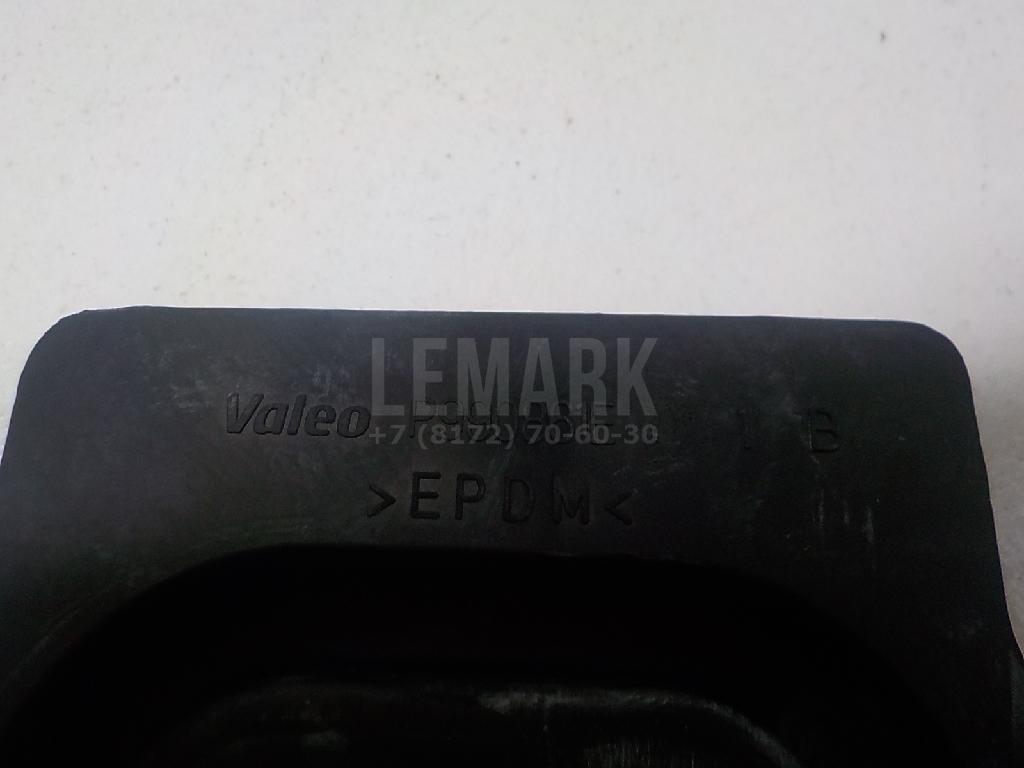 LEMARK
Valeo
+7 (8172) 70-60-30
B
>EPDM<